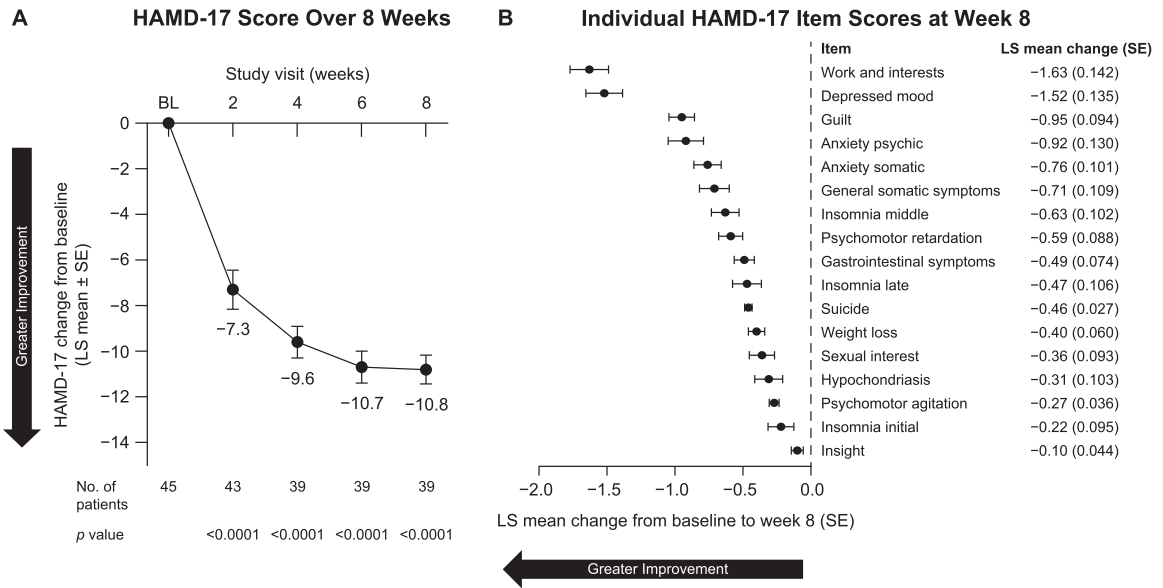 A
HAMD-17 Score Over 8 Weeks
Study visit (weeks)
BL 2 4 6 8
0
−2
−4
−6
−8
−10
−12
−14
HAMD-17 change from baseline
(LS mean ± SE)
Greater Improvement
−7.3
−9.6
−10.7
−10.8
No. of
patients
45 43 39 39 39
p value <0.0001 <0.0001 <0.0001 <0.0001
B
Individual HAMD-17 Item Scores at Week 8
Item LS mean change (SE)
Work and interests −1.63 (0.142)
Depressed mood −1.52 (0.135)
Guilt −0.95 (0.094)
Anxiety psychic −0.92 (0.130)
Anxiety somatic −0.76 (0.101)
General somatic symptoms −0.71 (0.109)
Insomnia middle −0.63 (0.102)
Psychomotor retardation −0.59 (0.088)
Gastrointestinal symptoms −0.49 (0.074)
Insomnia late −0.47 (0.106)
Suicide −0.46 (0.027)
Weight loss −0.40 (0.060)
Sexual interest −0.36 (0.093)
Hypochondriasis −0.31 (0.103)
Psychomotor agitation −0.27 (0.036)
Insomnia initial −0.22 (0.095)
Insight −0.10 (0.044)
−2.0 −1.5 −1.0 −0.5 0.0
LS mean change from baseline to week 8 (SE)
Greater Improvement